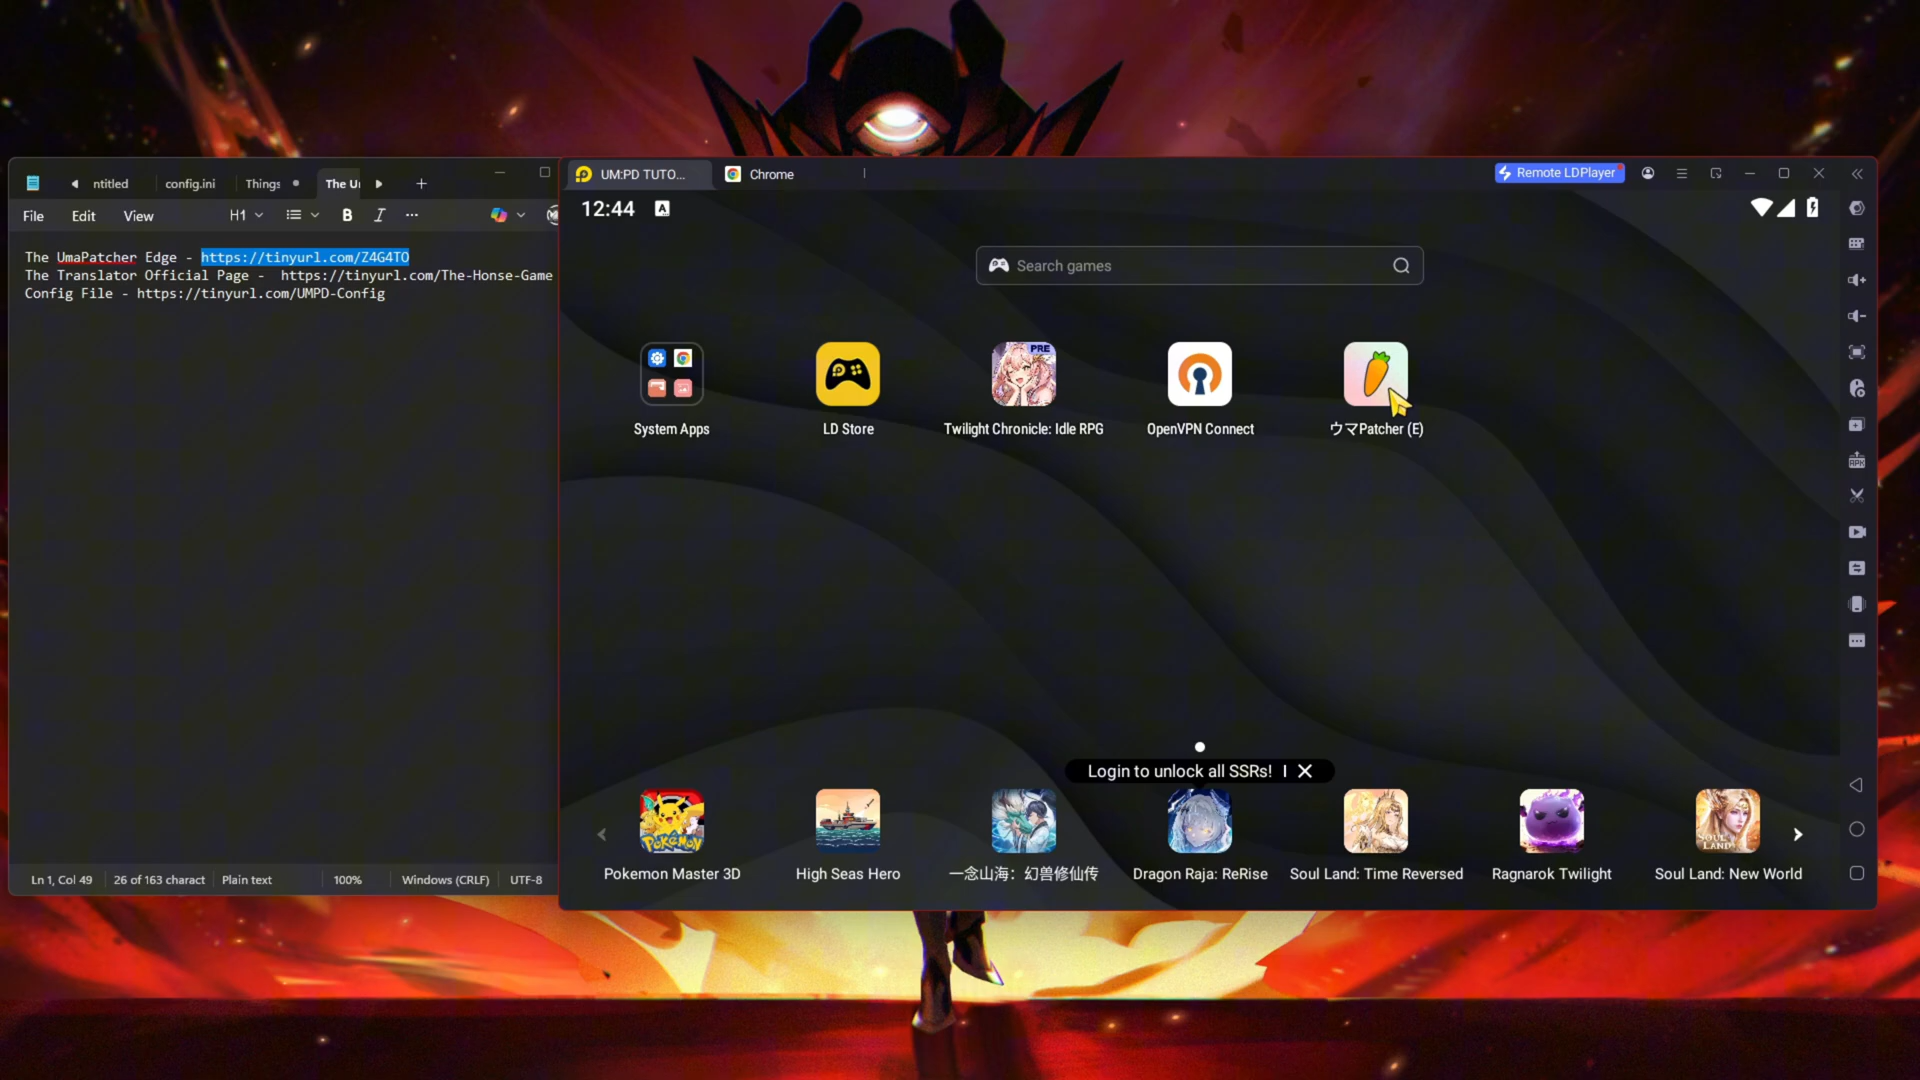 ntitled
config.ini
Things
The U
File
Edit
View
H1
B
I
The UmaPatcher Edge - https://tinyurl.com/Z4G4TO
The Translator Official Page -  https://tinyurl.com/The-Honse-Game
Config File - https://tinyurl.com/UMPD-Config
Ln 1, Col 49
26 of 163 charact
Plain text
100%
Windows (CRLF)
UTF-8
UM:PD TUTO...
Chrome
Remote LDPlayer
12:44
A
Search games
PRE
System Apps
LD Store
Twilight Chronicle: Idle RPG
OpenVPN Connect
ウマPatcher (E)
Login to unlock all SSRs!
POKÉMON
SOUL LAND
Pokemon Master 3D
High Seas Hero
一念山海：幻兽修仙传
Dragon Raja: ReRise
Soul Land: Time Reversed
Ragnarok Twilight
Soul Land: New World